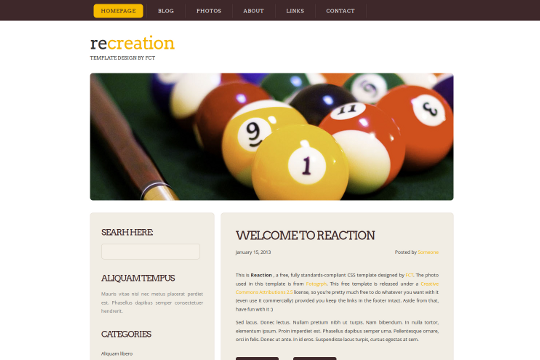 HOMEPAGE BLOG PHOTOS ABOUT LINKS CONTACT
recreation
TEMPLATE DESIGN BY FCT
9 1 11 3
SEARH HERE:
WELCOME TO REACTION
January 15, 2013 Posted by Someone
ALIQUAM TEMPUS
Mauris vitae nisl nec metus placerat perdiet
est. Phasellus dapibus semper consectetuer
hendrerit.
CATEGORIES
Aliquam libero
This is Reaction , a free, fully standards-compliant CSS template designed by FCT. The photo
used in this template is from Fotogrph. This free template is released under a Creative
Commons Attributions 3.0 license, so you're pretty much free to do whatever you want with it
(even use it commercially) provided you keep the links in the footer intact. Aside from that,
have fun with it :)
Sed lacus. Donec lectus. Nullam pretium nibh ut turpis. Nam bibendum. In nulla tortor,
elementum ipsum. Proin imperdiet est. Phasellus dapibus semper urna. Pellentesque ornare,
orci in felis. Donec ut ante. In id eros. Suspendisse lacus turpis, cursus egestas at sem.